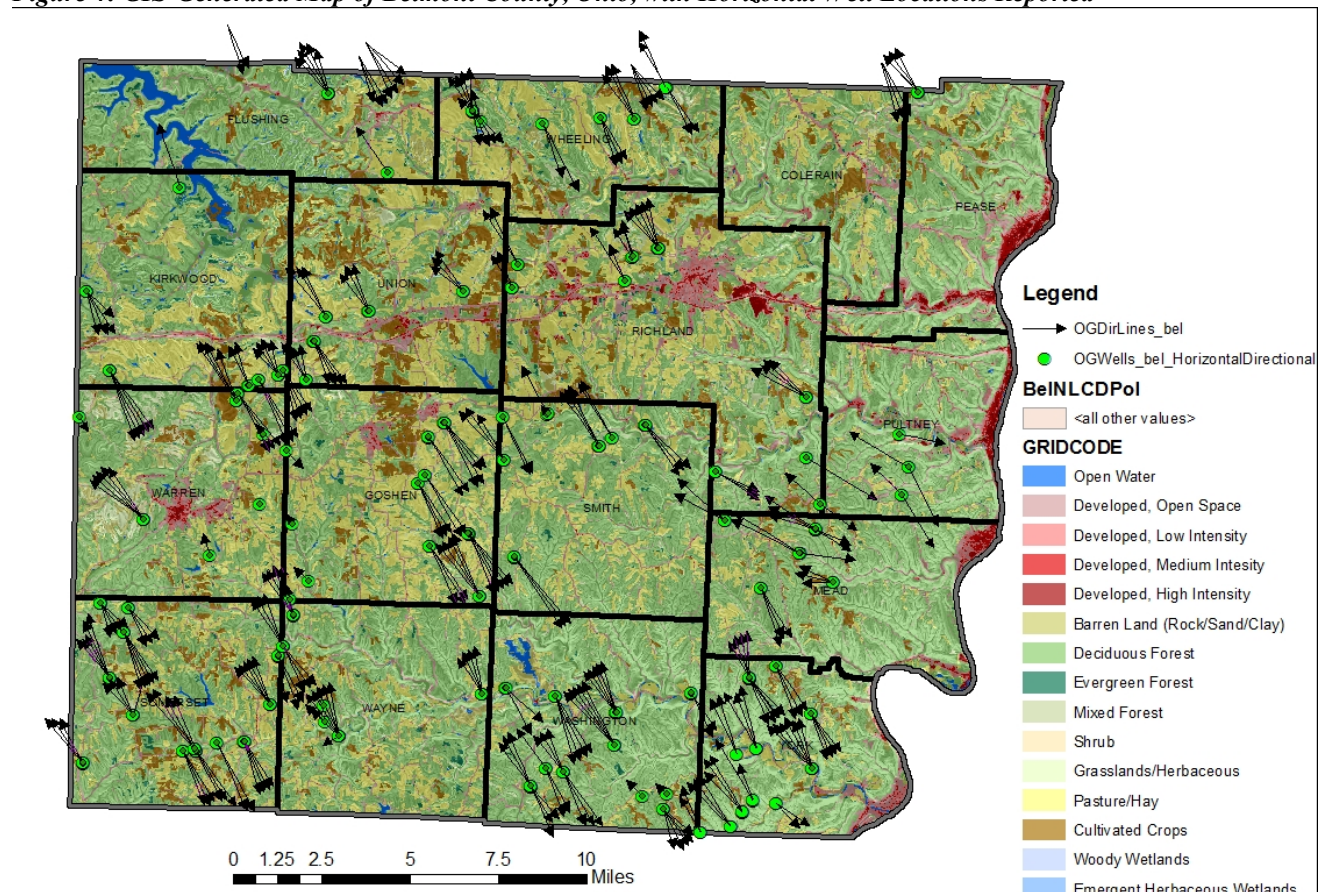 Figure 1. GIS-Generated Map of Belmont County, Ohio, with Horizontal Well Locations Reported
FLUSHING
WHEELING
COLERAIN
PEASE
KIRKWOOD
UNION
RICHLAND
PULTNEY
WARREN
GOSHEN
SMITH
MEAD
SOMERSET
WAYNE
WASHINGTON
YORK
0 1.25 2.5 5 7.5 10
Miles
Legend
OGDirLines_bel
OGWells_bel_HorizontalDirectional
BelNLCDPol
<all other values>
GRIDCODE
Open Water
Developed, Open Space
Developed, Low Intensity
Developed, Medium Intesity
Developed, High Intensity
Barren Land (Rock/Sand/Clay)
Deciduous Forest
Evergreen Forest
Mixed Forest
Shrub
Grasslands/Herbaceous
Pasture/Hay
Cultivated Crops
Woody Wetlands
Emergent Herbaceous Wetlands